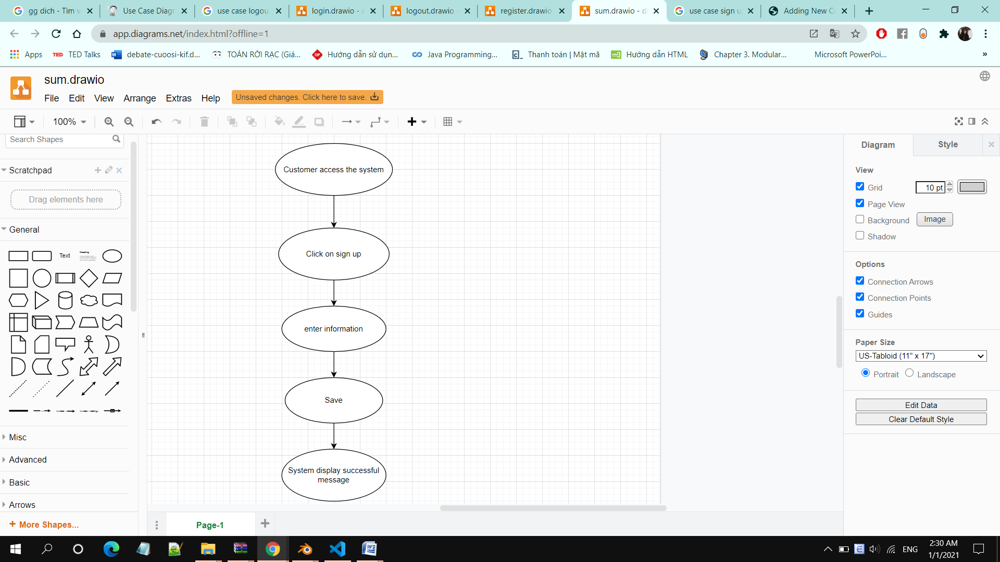 gg dich - Tìm v
Use Case Diagr
use case logou
login.drawio - d
logout.drawio -
register.drawio
sum.drawio - d
use case sign u
Adding New Co
app.diagrams.net/index.html?offline=1
Apps
TED TED Talks
debate-cuoosi-kif.d...
TOÁN RỜI RẠC (Giá...
Hướng dẫn sử dụn...
Java Programming...
Thanh toán | Mật mã
Hướng dẫn HTML
Chapter 3. Modular...
Microsoft PowerPoi...
sum.drawio
File Edit View Arrange Extras Help
Unsaved changes. Click here to save.
100%
Search Shapes
Scratchpad
Drag elements here
General
Text
Heading
Misc
Advanced
Basic
Arrows
+ More Shapes...
Customer access the system
Click on sign up
enter information
Save
System display successful
message
Page-1
Diagram Style
View
Grid 10 pt
Page View
Background Image
Shadow
Options
Connection Arrows
Connection Points
Guides
Paper Size
US-Tabloid (11" x 17")
Portrait Landscape
Edit Data
Clear Default Style
ENG
2:30 AM
1/1/2021